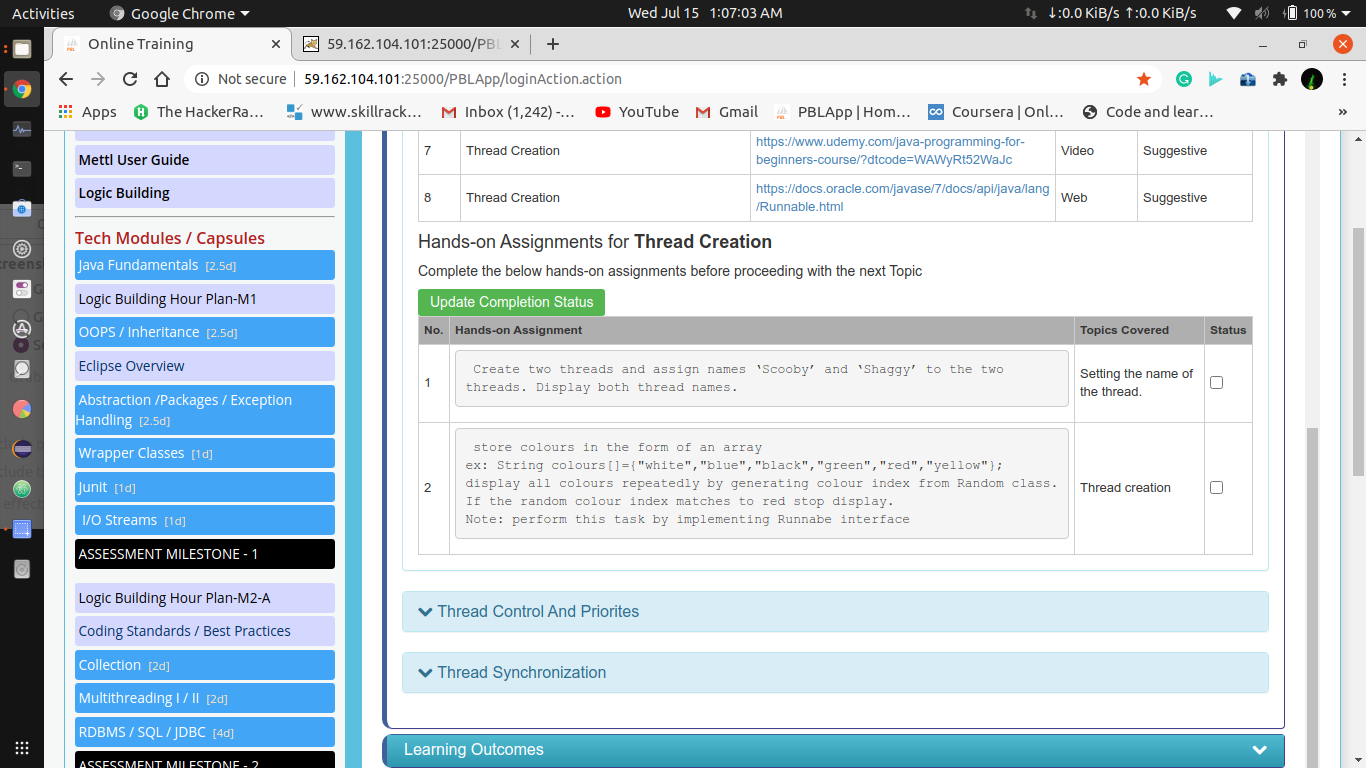 Activities
Google Chrome
Wed Jul 15 1:07:03 AM
↓:0.0 KiB/s ↑:0.0 KiB/s
100 %
Online Training
59.162.104.101:25000/PBL
Not secure
59.162.104.101:25000/PBLApp/loginAction.action
Apps
The HackerRa...
www.skillrack...
Inbox (1,242) -...
YouTube
Gmail
PBLApp | Hom...
Coursera | Onl...
Code and lear...
»
Mettl User Guide
Logic Building
Tech Modules / Capsules
Java Fundamentals [2.5d]
Logic Building Hour Plan-M1
OOPS / Inheritance [2.5d]
Eclipse Overview
Abstraction /Packages / Exception
Handling [2.5d]
Wrapper Classes [1d]
Junit [1d]
I/O Streams [1d]
ASSESSMENT MILESTONE - 1
Logic Building Hour Plan-M2-A
Coding Standards / Best Practices
Collection [2d]
Multithreading I / II [2d]
RDBMS / SQL / JDBC [4d]
ASSESSMENT MILESTONE - 2
7
Thread Creation
https://www.udemy.com/java-programming-for-
beginners-course/?dtcode=WAWyRt52WaJc
Video
Suggestive
8
Thread Creation
https://docs.oracle.com/javase/7/docs/api/java/lang
/Runnable.html
Web
Suggestive
Hands-on Assignments for Thread Creation
Complete the below hands-on assignments before proceeding with the next Topic
Update Completion Status
No.
Hands-on Assignment
Topics Covered
Status
1
Create two threads and assign names ‘Scooby’ and ‘Shaggy’ to the two
threads. Display both thread names.
Setting the name of
the thread.
2
store colours in the form of an array
ex: String colours[]={"white","blue","black","green","red","yellow"};
display all colours repeatedly by generating colour index from Random class.
If the random colour index matches to red stop display.
Note: perform this task by implementing Runnabe interface
Thread creation
Thread Control And Priorites
Thread Synchronization
Learning Outcomes